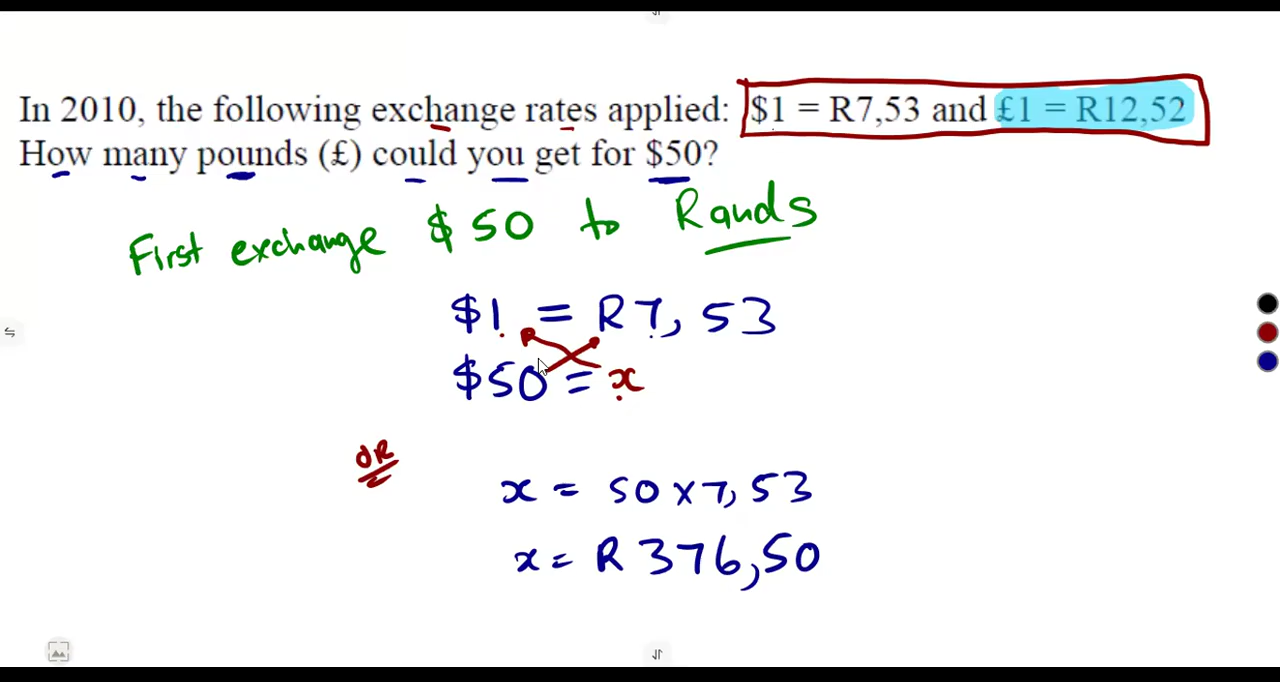 In 2010, the following exchange rates applied: $1 = R7,53 and £1 = R12,52
How many pounds (£) could you get for $50?
First exchange $50 to Rands
$1 = R7,53
$50 = x
OR
x = 50 x 7,53
x = R 376,50